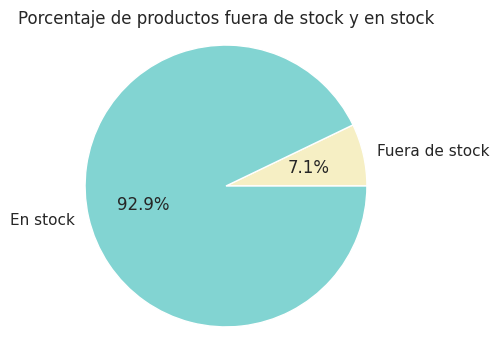 Porcentaje de productos fuera de stock y en stock
Fuera de stock
7.1%
92.9%
En stock